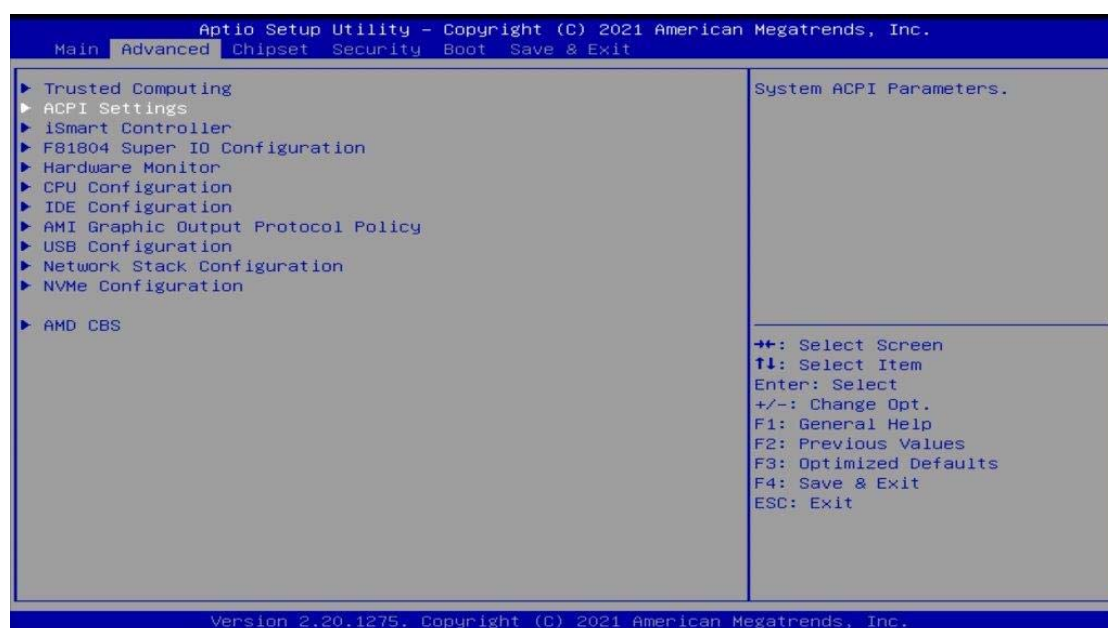 Aptio Setup Utility – Copyright (C) 2021 American Megatrends, Inc.
Main Advanced Chipset Security Boot Save & Exit
▶ Trusted Computing
▶ ACPI Settings
▶ iSmart Controller
▶ F81804 Super IO Configuration
▶ Hardware Monitor
▶ CPU Configuration
▶ IDE Configuration
▶ AMI Graphic Output Protocol Policy
▶ USB Configuration
▶ Network Stack Configuration
▶ NVMe Configuration
▶ AMD CBS
System ACPI Parameters.
→←: Select Screen
↑↓: Select Item
Enter: Select
+/-: Change Opt.
F1: General Help
F2: Previous Values
F3: Optimized Defaults
F4: Save & Exit
ESC: Exit
Version 2.20.1275. Copyright (C) 2021 American Megatrends, Inc.